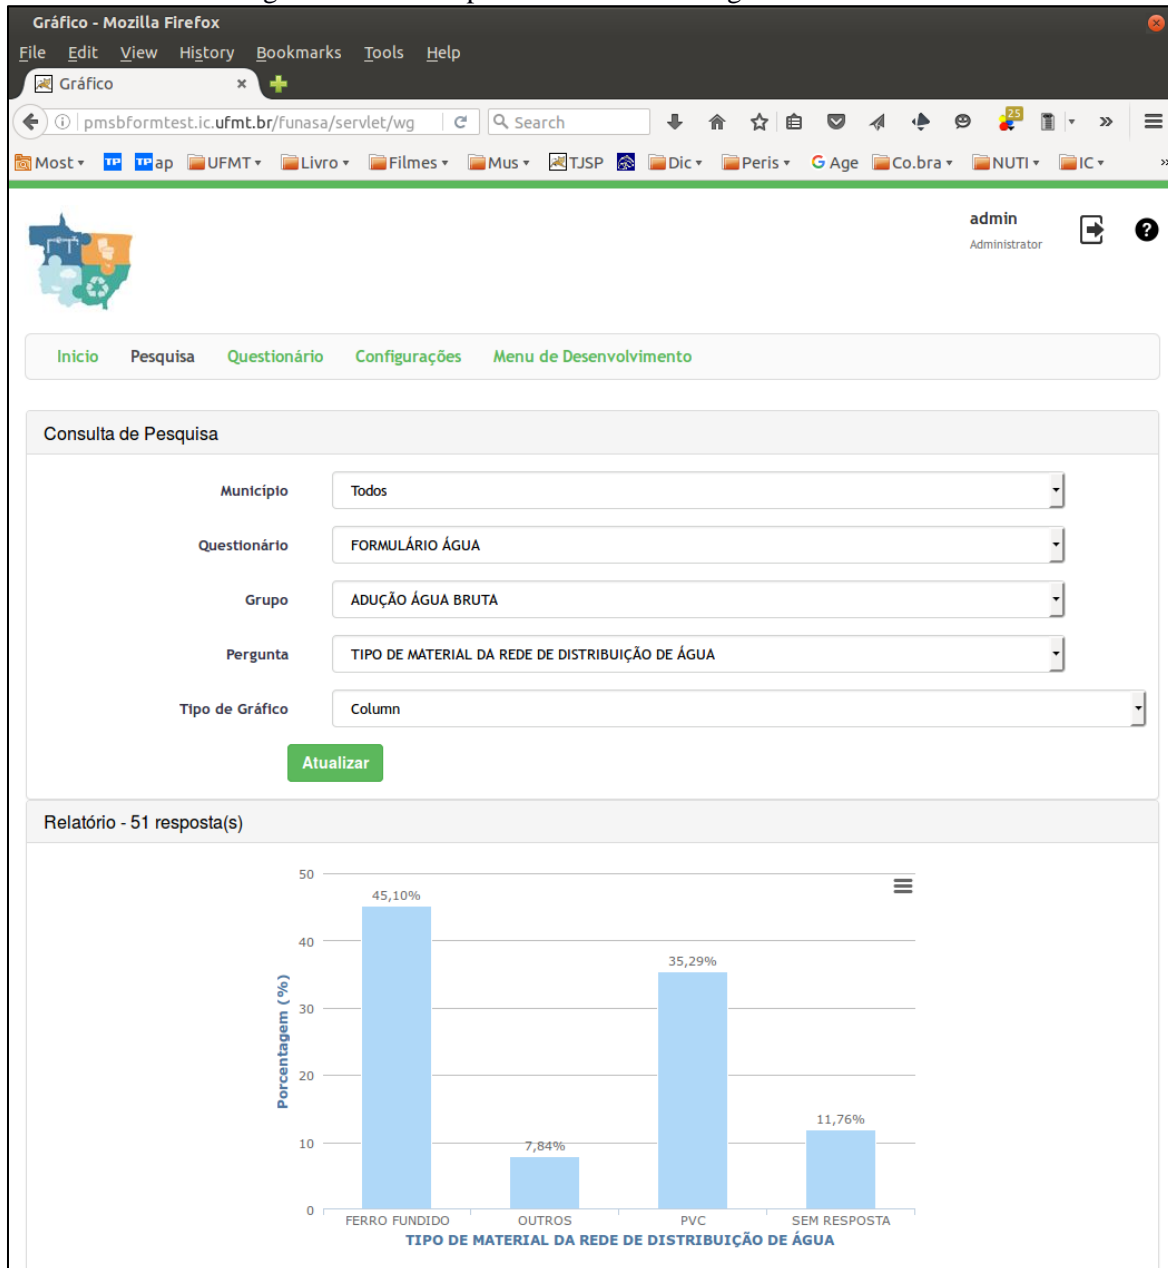 Gráfico - Mozilla Firefox
File Edit View History Bookmarks Tools Help
Gráfico
pmsbformtest.ic.ufmt.br/funasa/servlet/wg Search 25
Most TP TP ap UFMT Livro Filmes Mus TJSP Dic Peris G Age Co.bra NUTI IC
admin
Administrator
Inicio Pesquisa Questionário Configurações Menu de Desenvolvimento
Consulta de Pesquisa
Município Todos
Questionário FORMULÁRIO ÁGUA
Grupo ADUÇÃO ÁGUA BRUTA
Pergunta TIPO DE MATERIAL DA REDE DE DISTRIBUIÇÃO DE ÁGUA
Tipo de Gráfico Column
Atualizar
Relatório - 51 resposta(s)
50
45,10%
40
35,29%
30
Porcentagem (%)
20
11,76%
10
7,84%
0
FERRO FUNDIDO OUTROS PVC SEM RESPOSTA
TIPO DE MATERIAL DA REDE DE DISTRIBUIÇÃO DE ÁGUA